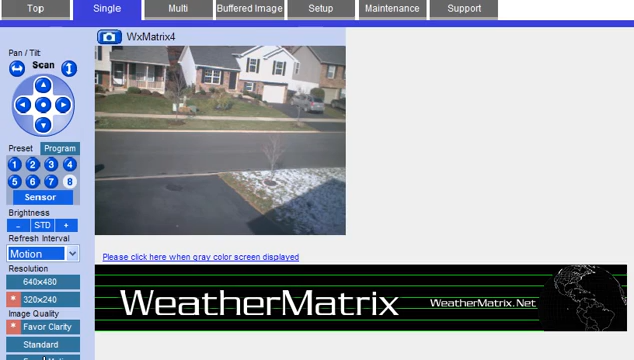 Top Single Multi Buffered Image Setup Maintenance Support
WxMatrix4
Pan / Tilt
Scan
Preset Program
1 2 3 4
5 6 7 8
Sensor
Brightness
- STD +
Refresh Interval
Motion
Resolution
640x480
* 320x240
Image Quality
* Favor Clarity
Standard
Please click here when gray color screen displayed
WeatherMatrix WeatherMatrix.Net